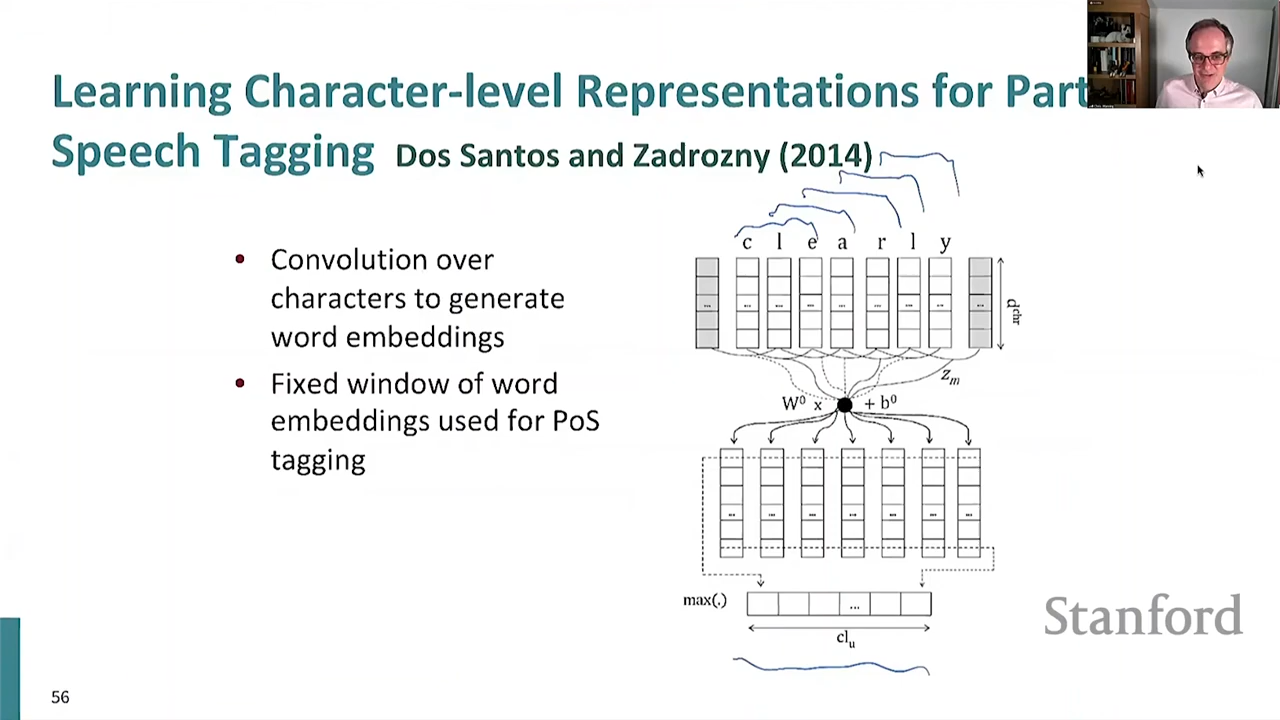 Learning Character-level Representations for Part
Speech Tagging Dos Santos and Zadrozny (2014)
• Convolution over
characters to generate
word embeddings
• Fixed window of word
embeddings used for PoS
tagging
c l e a r l y
... ... ... ... ... ... ... ... ...
d^chr
z_m
W^0 x + b^0
... ... ... ... ... ... ...
max(.)
...
cl_u
Stanford
56